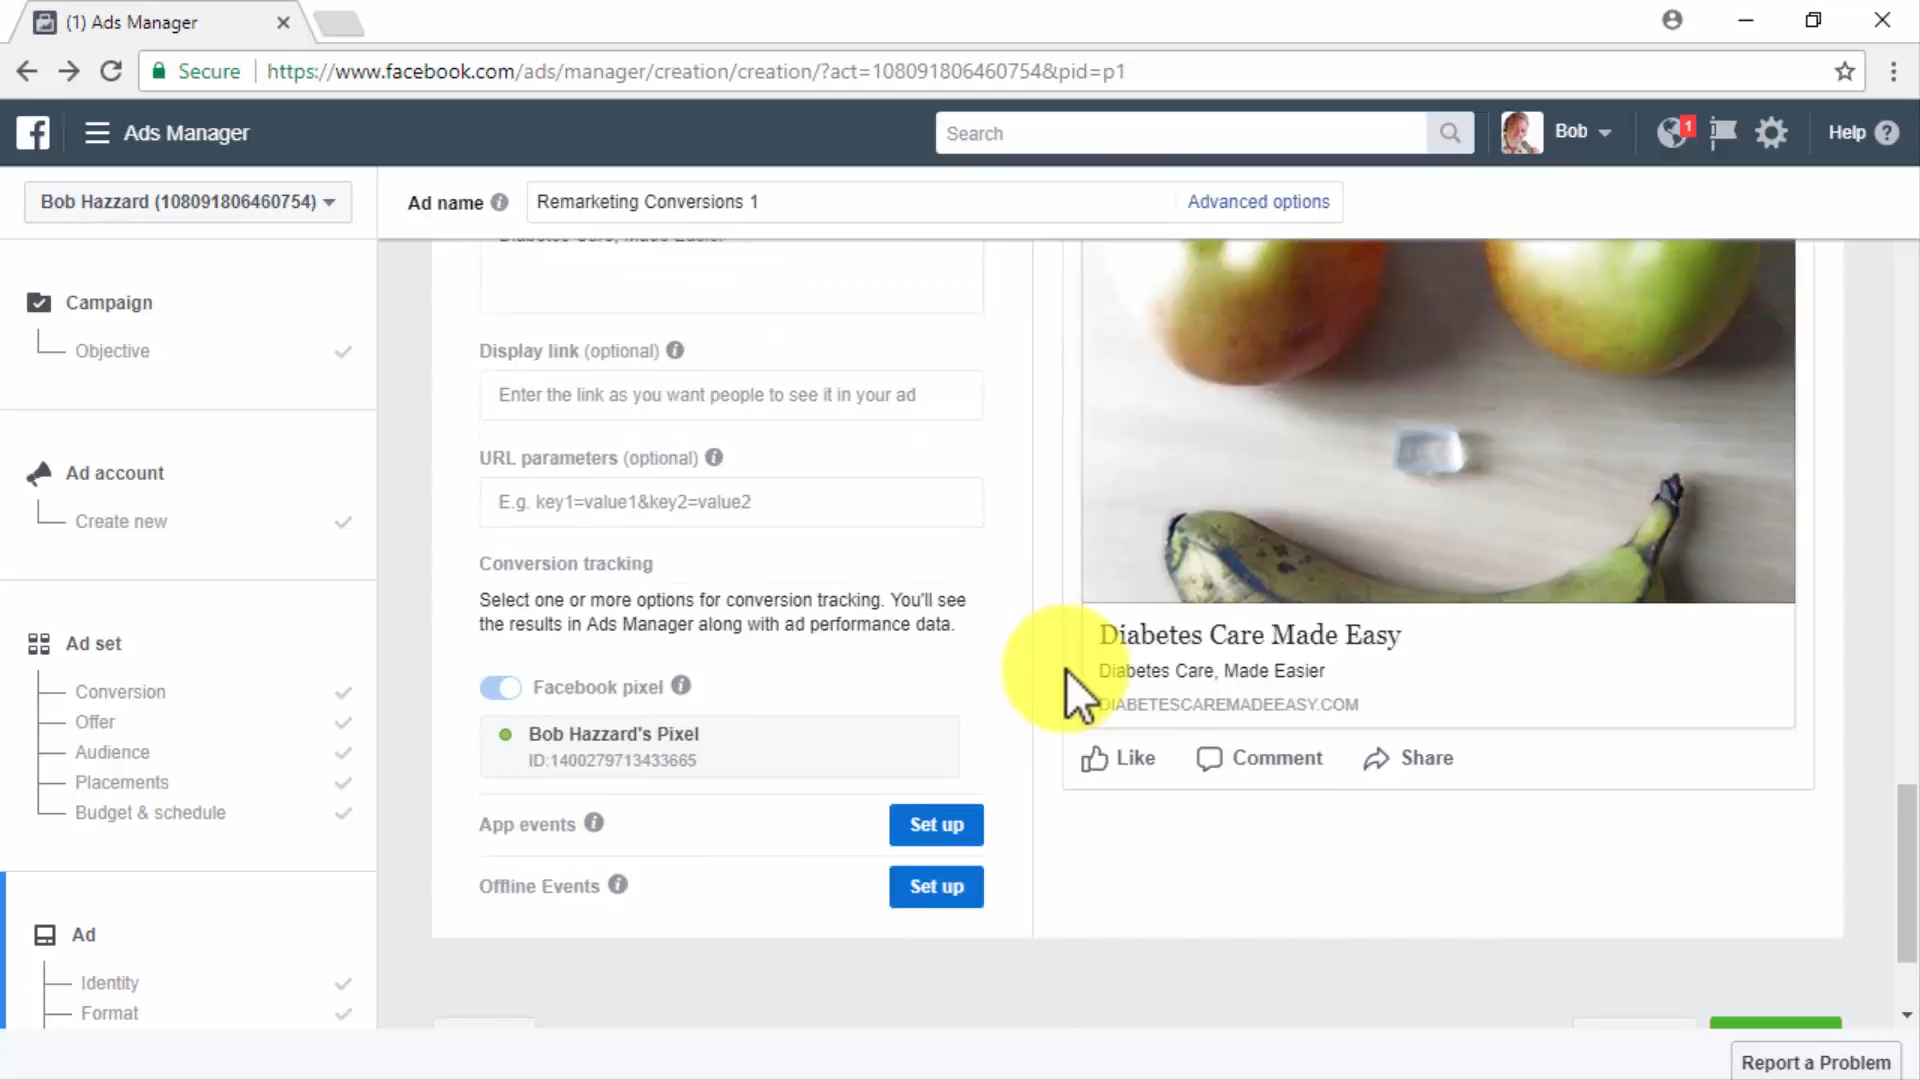 (1) Ads Manager
Secure
https://www.facebook.com/ads/manager/creation/creation/?act=108091806460754&pid=p1
Ads Manager
Search
Bob
1
Help
Bob Hazzard (108091806460754)
Ad name
Remarketing Conversions 1
Advanced options
Campaign
Objective
Ad account
Create new
Ad set
Conversion
Offer
Audience
Placements
Budget & schedule
Ad
Identity
Format
Diabetes Care, Made Easier
Display link (optional)
Enter the link as you want people to see it in your ad
URL parameters (optional)
E.g. key1=value1&key2=value2
Conversion tracking
Select one or more options for conversion tracking. You'll see
the results in Ads Manager along with ad performance data.
Facebook pixel
Bob Hazzard's Pixel
ID:1400279713433665
App events
Set up
Offline Events
Set up
Diabetes Care Made Easy
Diabetes Care, Made Easier
DIABETESCAREMADEEASY.COM
Like
Comment
Share
Report a Problem